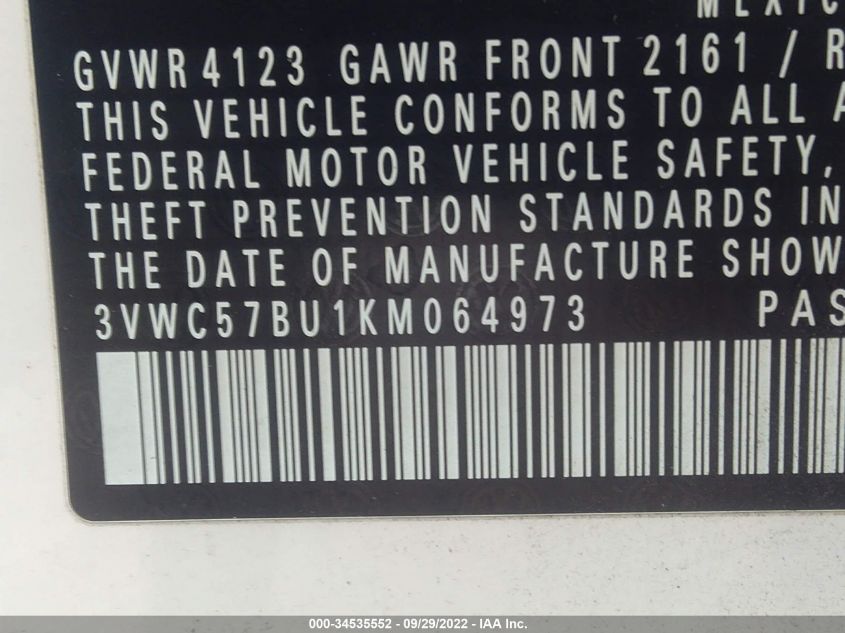 MEXIC
GVWR 4123 GAWR FRONT 2161 / R
THIS VEHICLE CONFORMS TO ALL A
FEDERAL MOTOR VEHICLE SAFETY,
THEFT PREVENTION STANDARDS IN
THE DATE OF MANUFACTURE SHOW
3VWC57BU1KM064973 PAS
000-34535552 - 09/29/2022 - IAA Inc.